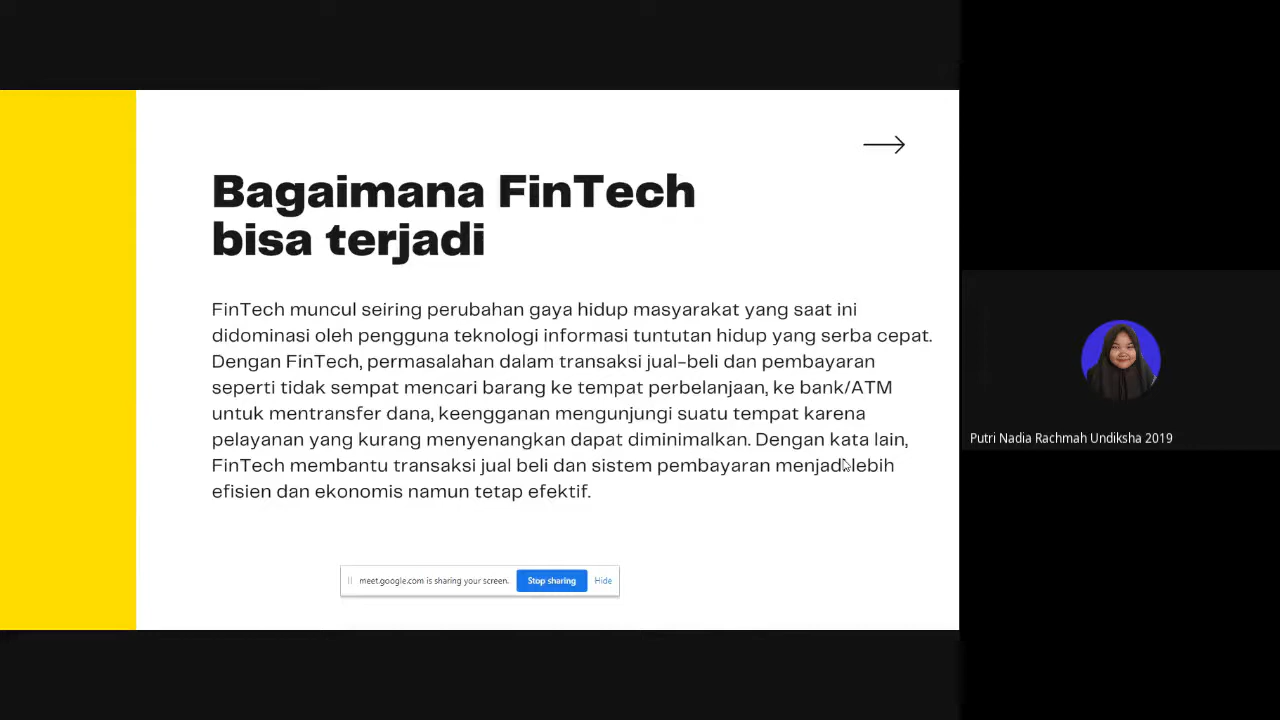 Bagaimana FinTech
bisa terjadi
FinTech muncul seiring perubahan gaya hidup masyarakat yang saat ini
didominasi oleh pengguna teknologi informasi tuntutan hidup yang serba cepat.
Dengan FinTech, permasalahan dalam transaksi jual-beli dan pembayaran
seperti tidak sempat mencari barang ke tempat perbelanjaan, ke bank/ATM
untuk mentransfer dana, keengganan mengunjungi suatu tempat karena
pelayanan yang kurang menyenangkan dapat diminimalkan. Dengan kata lain,
FinTech membantu transaksi jual beli dan sistem pembayaran menjadi lebih
efisien dan ekonomis namun tetap efektif.
meet.google.com is sharing your screen.
Stop sharing
Hide
Putri Nadia Rachmah Undiksha 2019